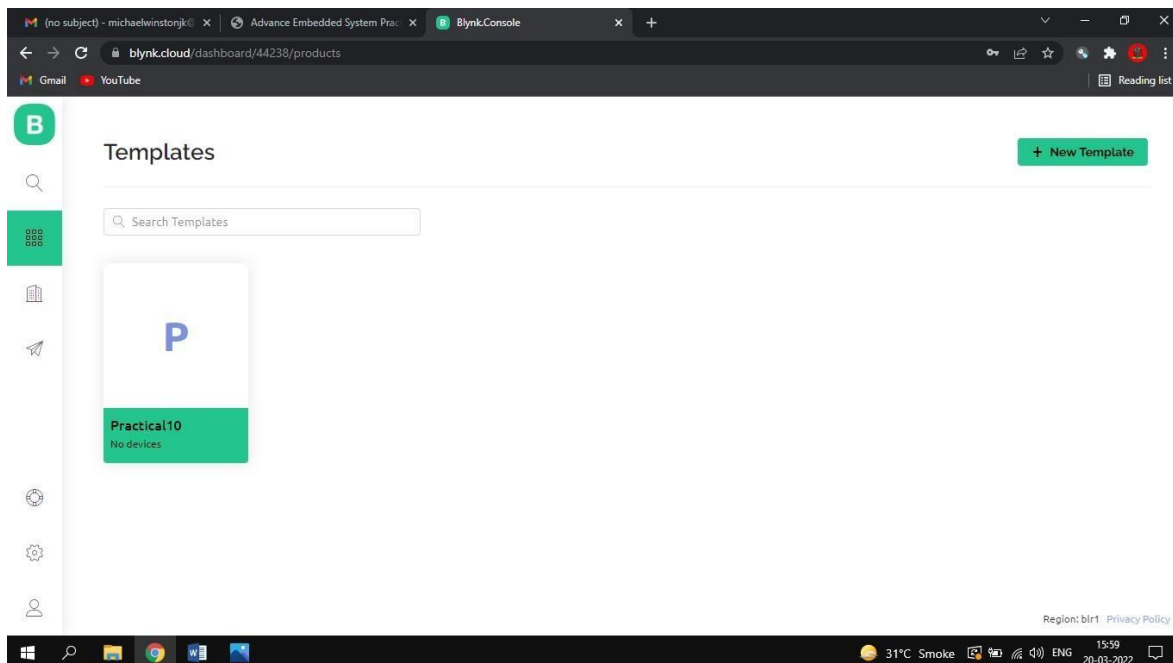 (no subject) - michaelwinstonjk@
Advance Embedded System Prac
Blynk.Console
blynk.cloud/dashboard/44238/products
Gmail
YouTube
Reading list
B
Templates
+ New Template
Search Templates
P
Practical10
No devices
Region: blr1 Privacy Policy
31°C Smoke
ENG
15:59
20-03-2022